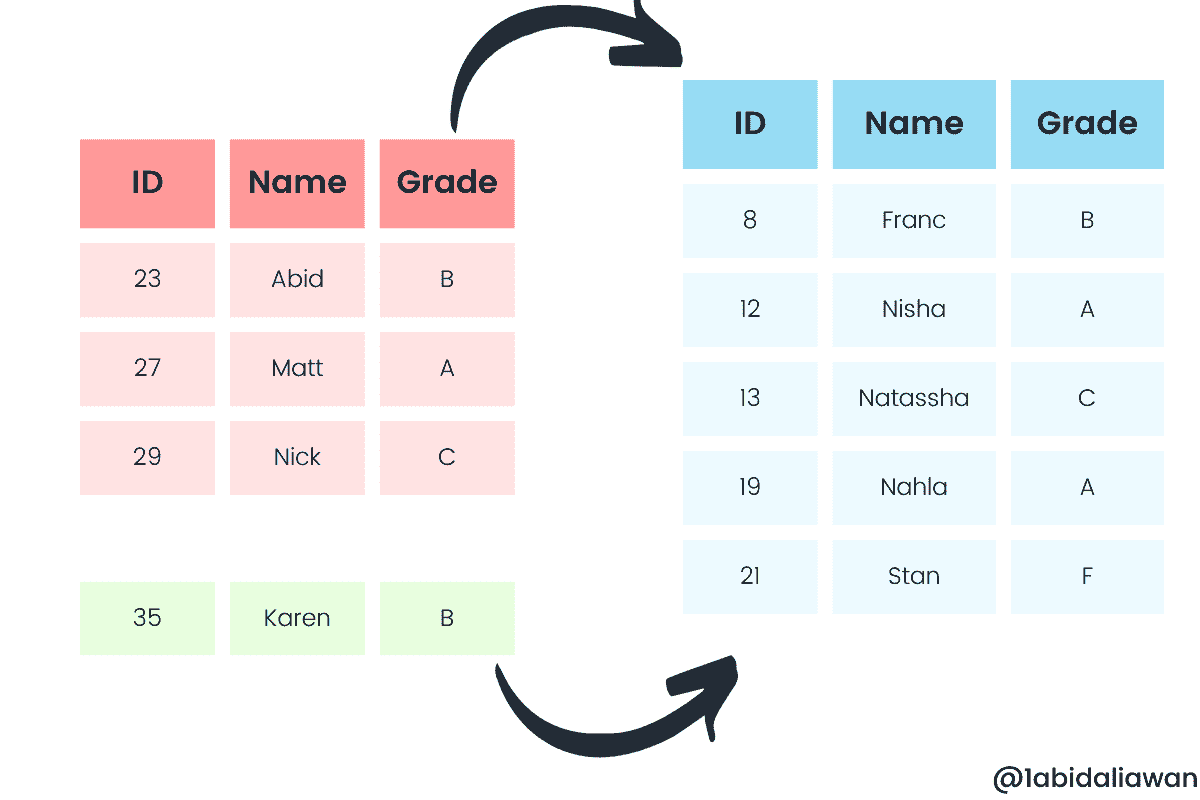 ID Name Grade
23 Abid B
27 Matt A
29 Nick C
35 Karen B
ID Name Grade
8 Franc B
12 Nisha A
13 Natassha C
19 Nahla A
21 Stan F
@1abidaliawan